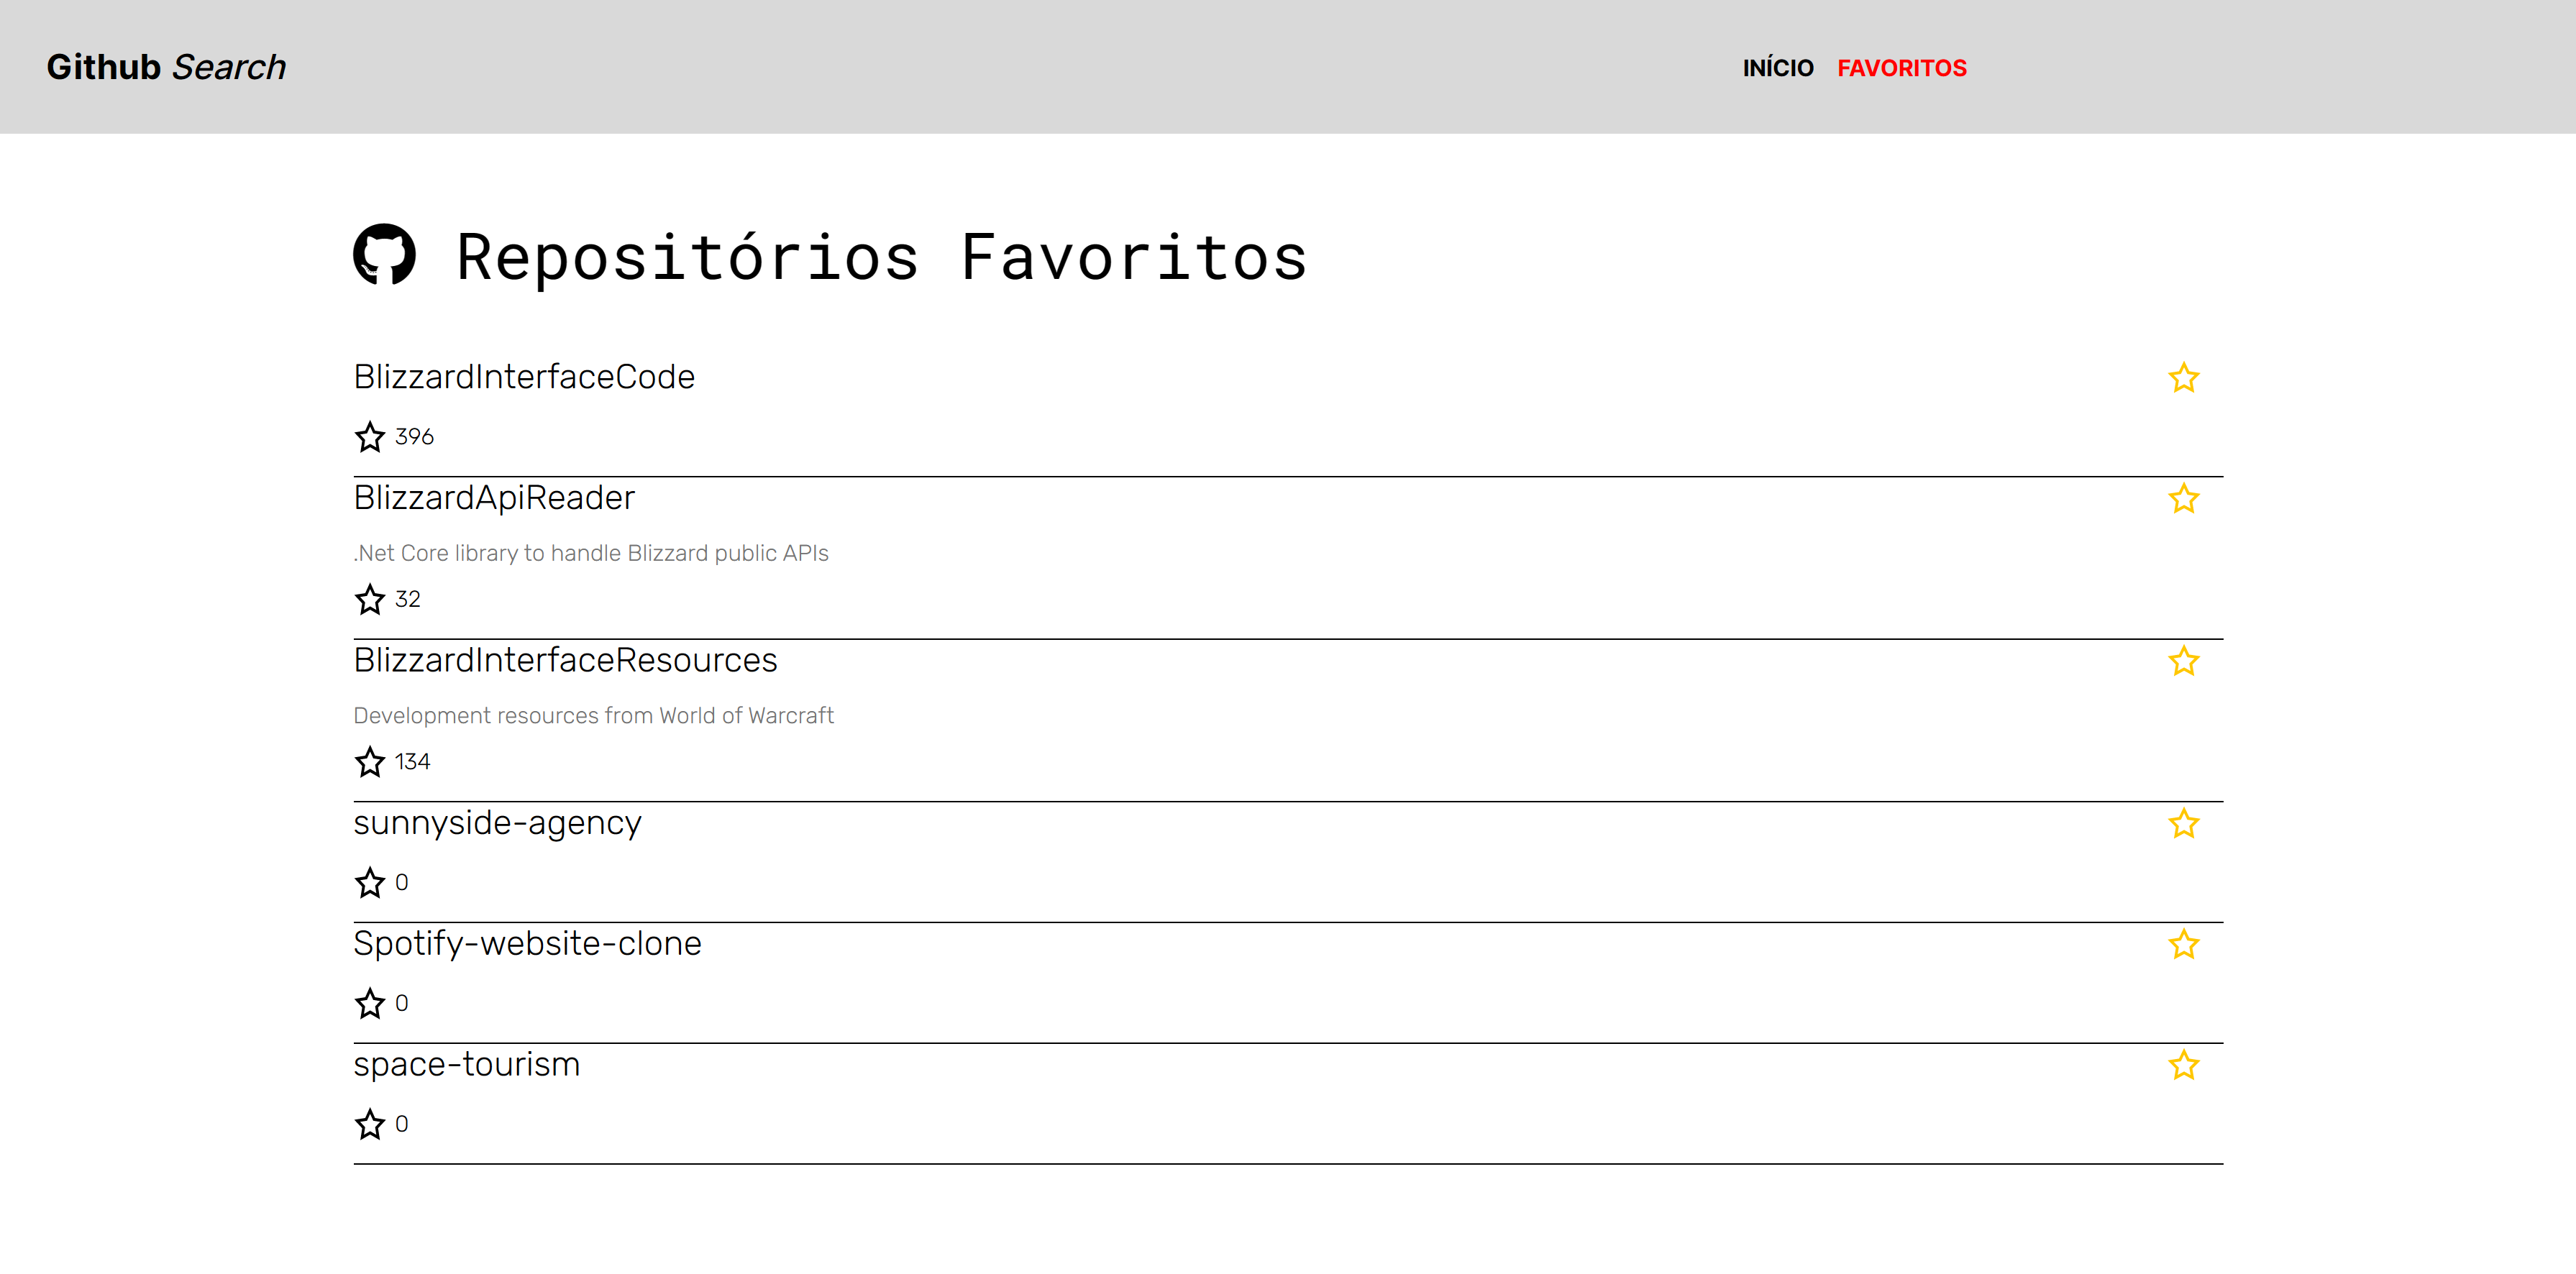 Github Search
INÍCIO FAVORITOS
Repositórios Favoritos
BlizzardInterfaceCode
396
BlizzardApiReader
.Net Core library to handle Blizzard public APIs
32
BlizzardInterfaceResources
Development resources from World of Warcraft
134
sunnyside-agency
0
Spotify-website-clone
0
space-tourism
0